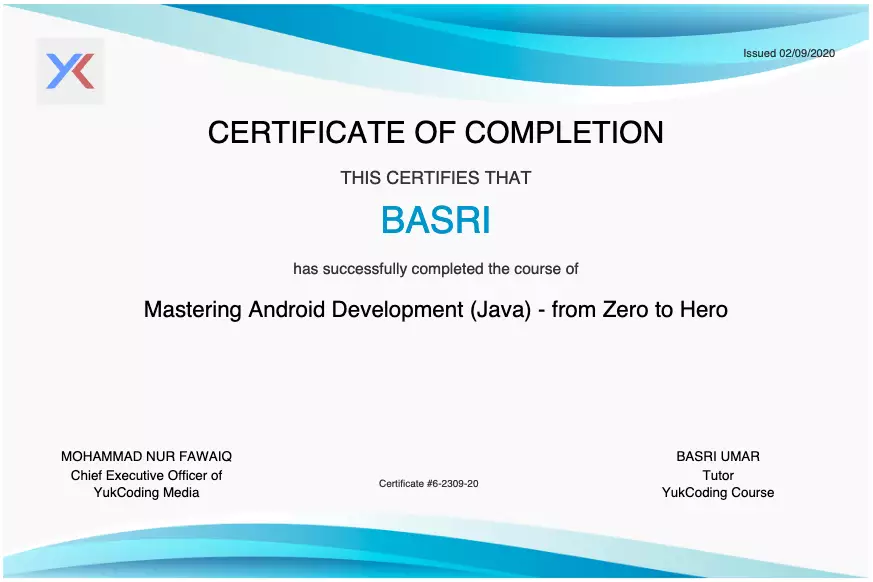 Issued 02/09/2020
YK
CERTIFICATE OF COMPLETION
THIS CERTIFIES THAT
BASRI
has successfully completed the course of
Mastering Android Development (Java) - from Zero to Hero
MOHAMMAD NUR FAWAIQ
Chief Executive Officer of
YukCoding Media
Certificate #6-2309-20
BASRI UMAR
Tutor
YukCoding Course